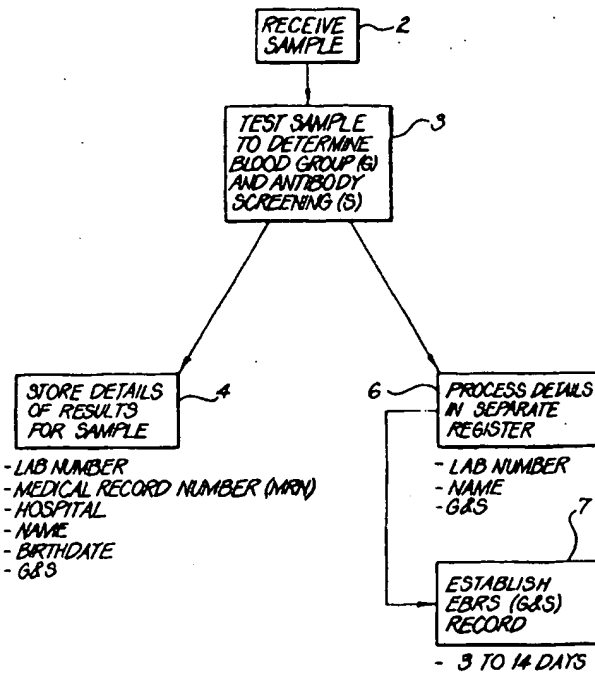 RECEIVE
SAMPLE
2
TEST SAMPLE
TO DETERMINE
BLOOD GROUP (G)
AND ANTIBODY
SCREENING (S)
3
STORE DETAILS
OF RESULTS
FOR SAMPLE
4
- LAB NUMBER
- MEDICAL RECORD NUMBER (MRN)
- HOSPITAL
- NAME
- BIRTHDATE
- G&S
6
PROCESS DETAILS
IN SEPARATE
REGISTER
- LAB NUMBER
- NAME
- G&S
7
ESTABLISH
EBRS (G&S)
RECORD
- 3 TO 14 DAYS